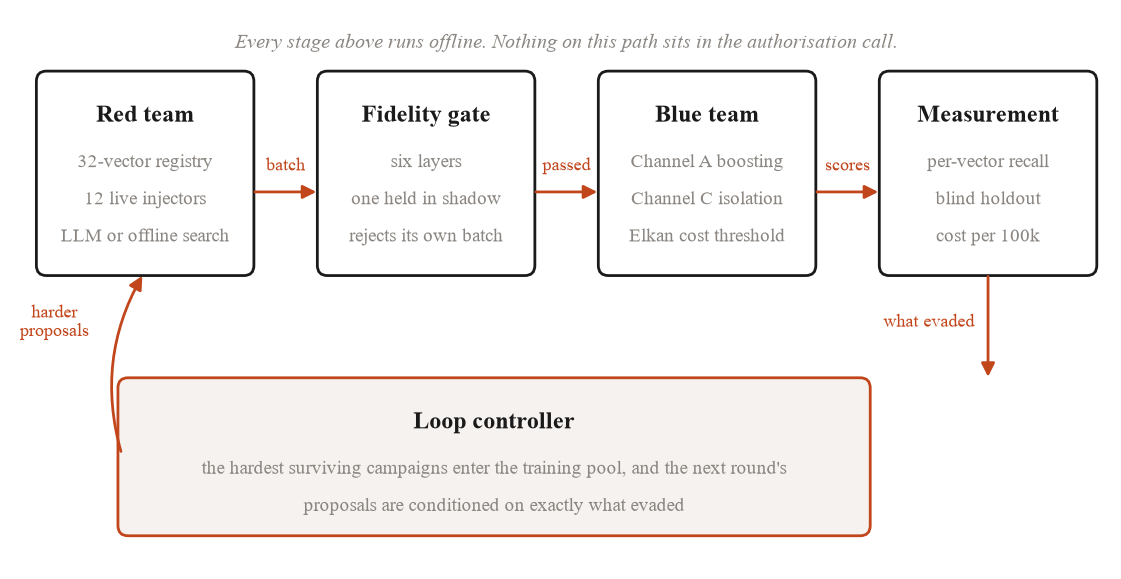 Every stage above runs offline. Nothing on this path sits in the authorisation call.
Red team
32-vector registry
12 live injectors
LLM or offline search
batch
Fidelity gate
six layers
one held in shadow
rejects its own batch
passed
Blue team
Channel A boosting
Channel C isolation
Elkan cost threshold
scores
Measurement
per-vector recall
blind holdout
cost per 100k
harder
proposals
what evaded
Loop controller
the hardest surviving campaigns enter the training pool, and the next round's
proposals are conditioned on exactly what evaded